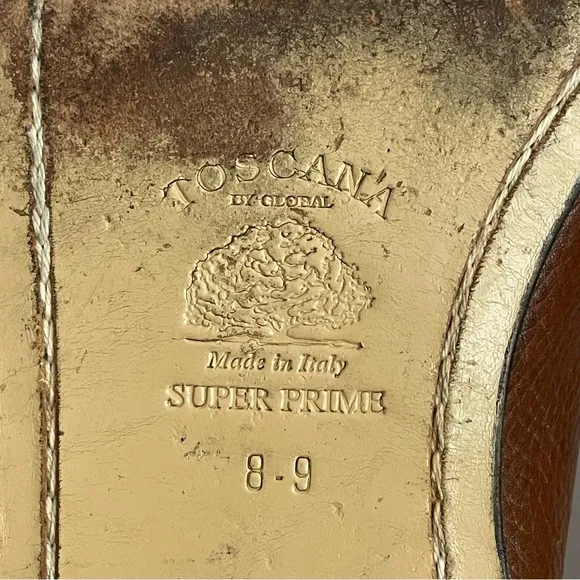 TOSCANA
BY GLOBAL
Made in Italy
SUPER PRIME
8-9